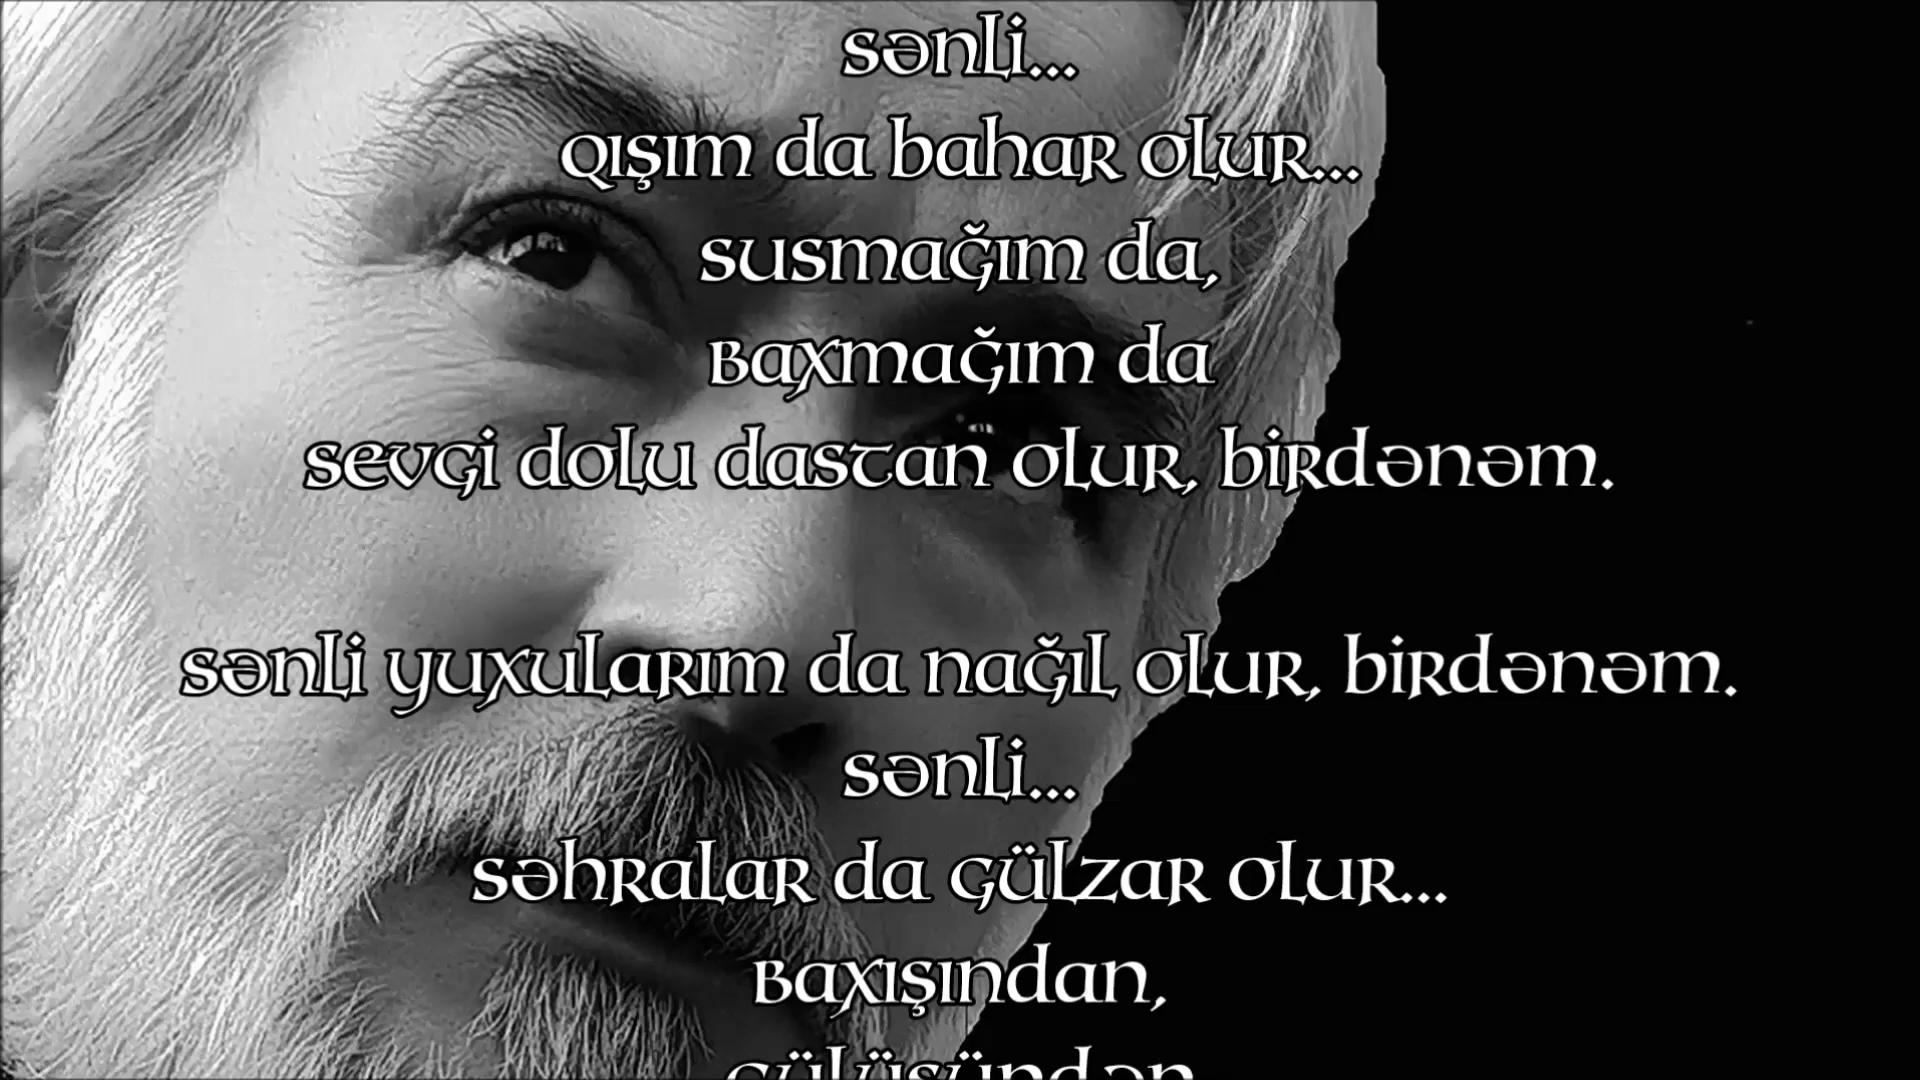 Sənli...
Qışım da bahar olur...
Susmağım da,
Baxmağım da
Sevgi dolu dastan olur, birdənəm.
Sənli yuxularım da nağıl olur, birdənəm.
Sənli...
Səhralar da gülzar olur...
Baxışından,
Gülüşündən